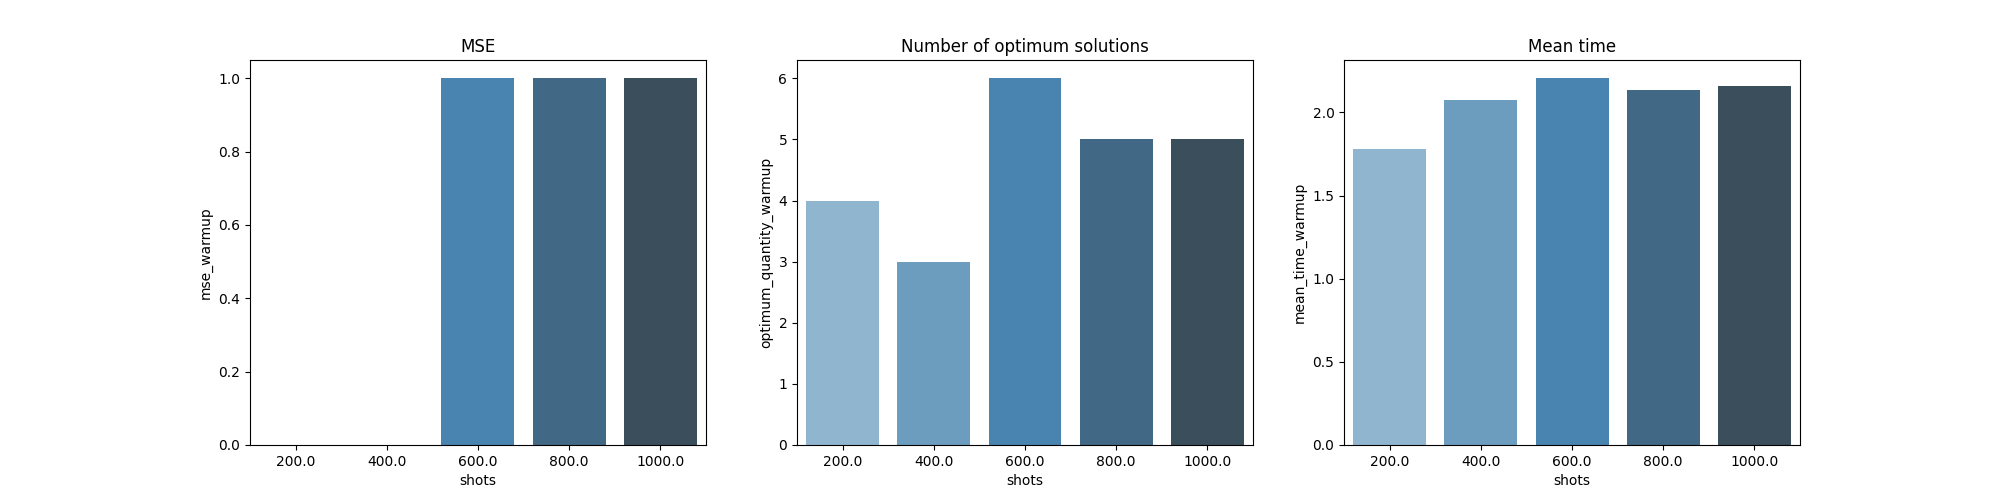 MSE
mse_warmup
1.0
0.8
0.6
0.4
0.2
0.0
200.0 400.0 600.0 800.0 1000.0
shots
Number of optimum solutions
optimum_quantity_warmup
6
5
4
3
2
1
0
200.0 400.0 600.0 800.0 1000.0
shots
Mean time
mean_time_warmup
2.0
1.5
1.0
0.5
0.0
200.0 400.0 600.0 800.0 1000.0
shots